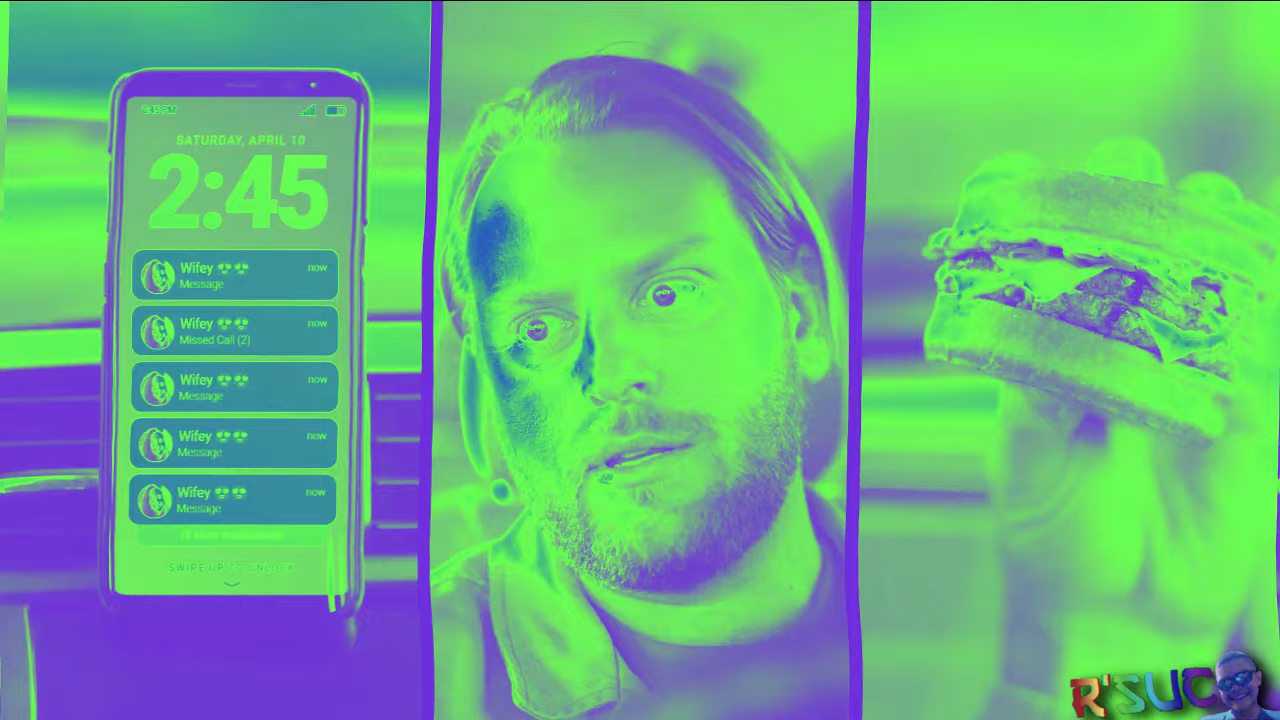 2:45 PM
SATURDAY, APRIL 10
2:45
Wifey 😍 😍 now
Message
Wifey 😍 😍 now
Missed Call (2)
Wifey 😍 😍 now
Message
Wifey 😍 😍 now
Message
Wifey 😍 😍 now
Message
SWIPE UP TO UNLOCK
R'SUC